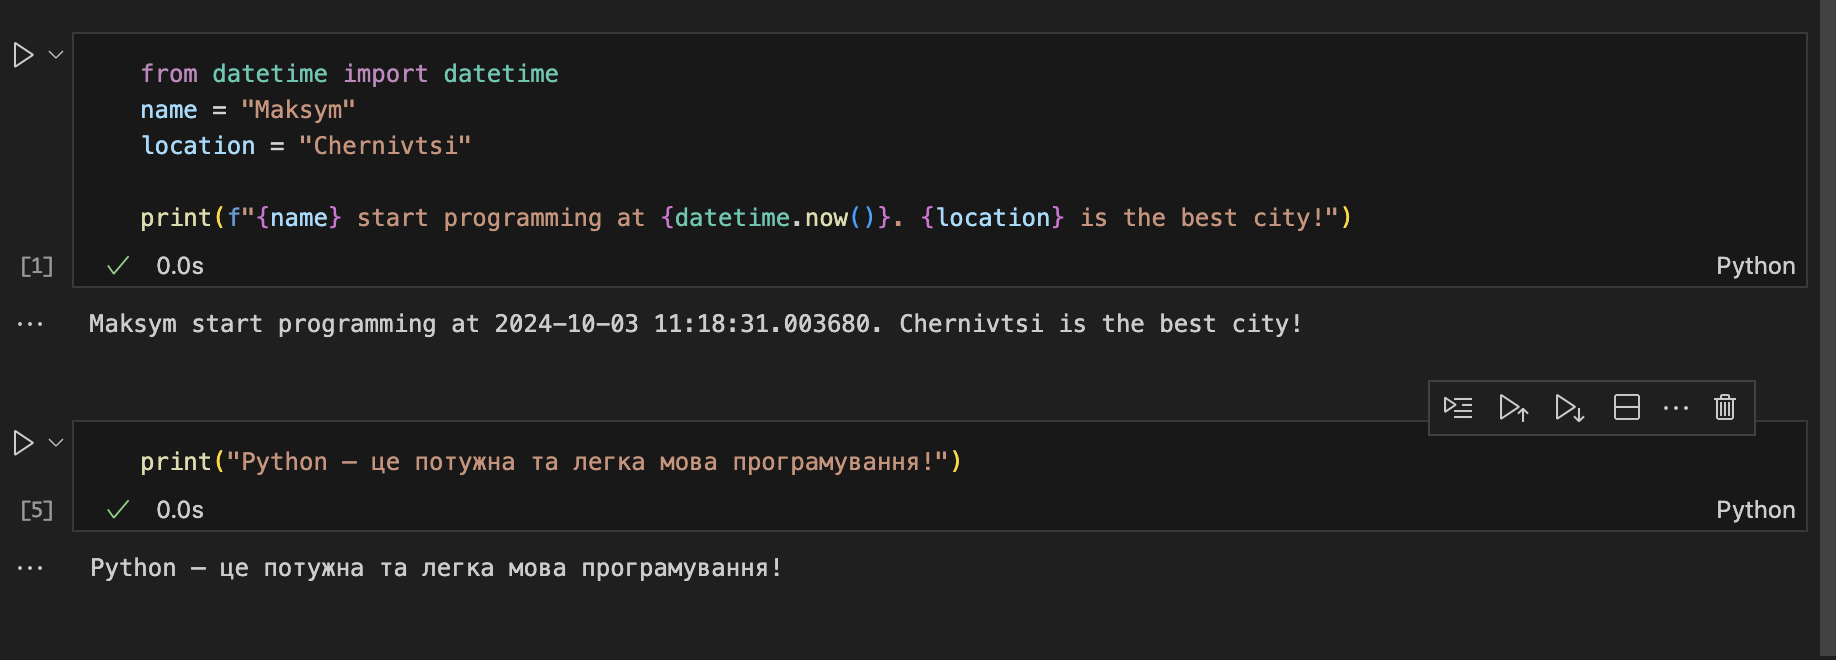 from datetime import datetime
name = "Maksym"
location = "Chernivtsi"
print(f"{name} start programming at {datetime.now()}. {location} is the best city!")
[1] 0.0s Python
Maksym start programming at 2024-10-03 11:18:31.003680. Chernivtsi is the best city!
print("Python — це потужна та легка мова програмування!")
[5] 0.0s Python
Python — це потужна та легка мова програмування!